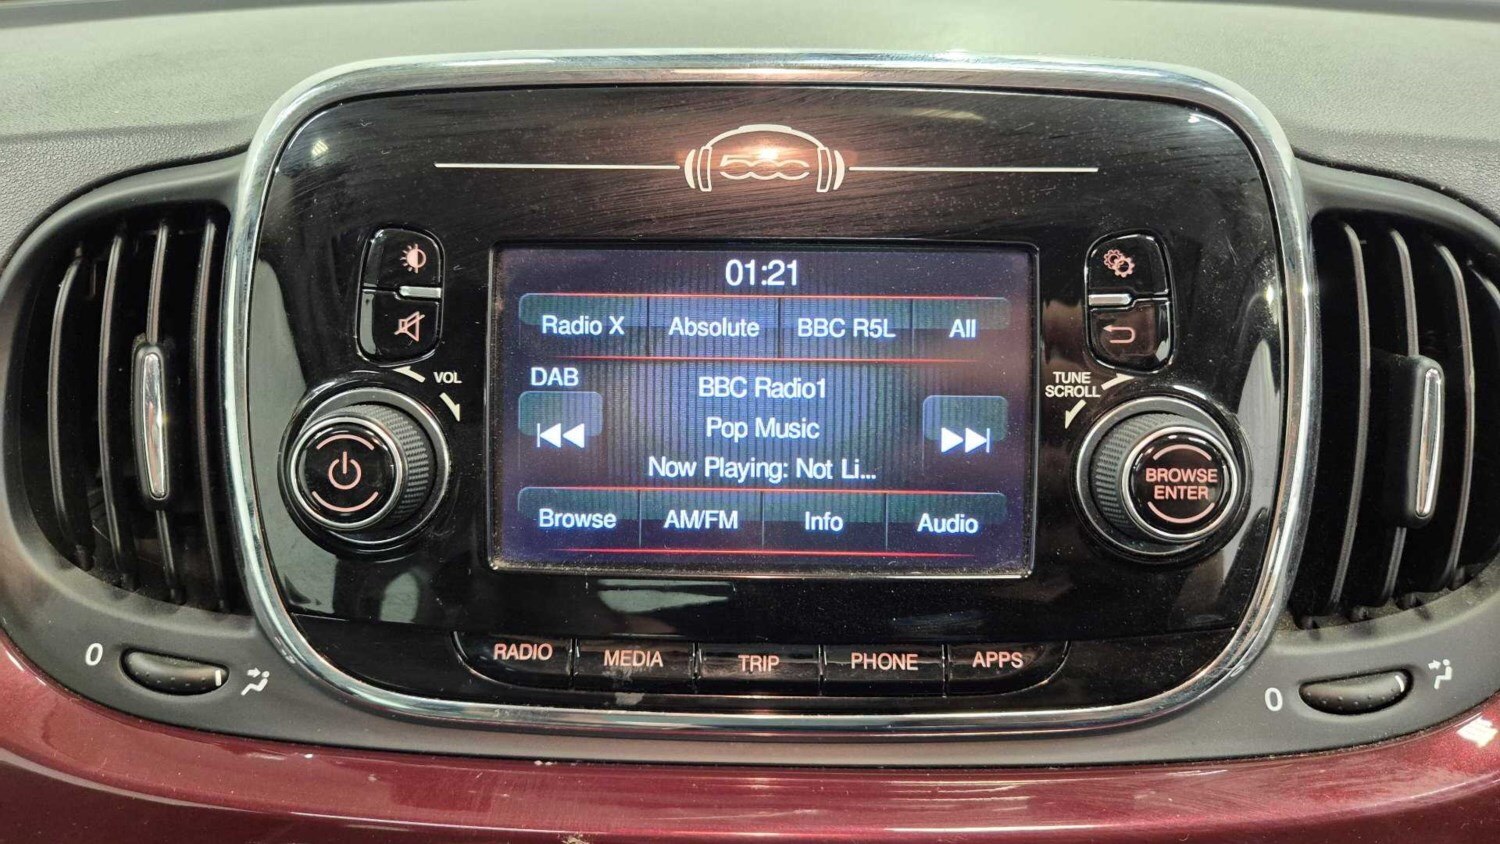 500
01:21
Radio X Absolute BBC R5L All
DAB
BBC Radio1
Pop Music
Now Playing: Not Li...
Browse AM/FM Info Audio
VOL
TUNE
SCROLL
BROWSE
ENTER
RADIO MEDIA TRIP PHONE APPS
0
0